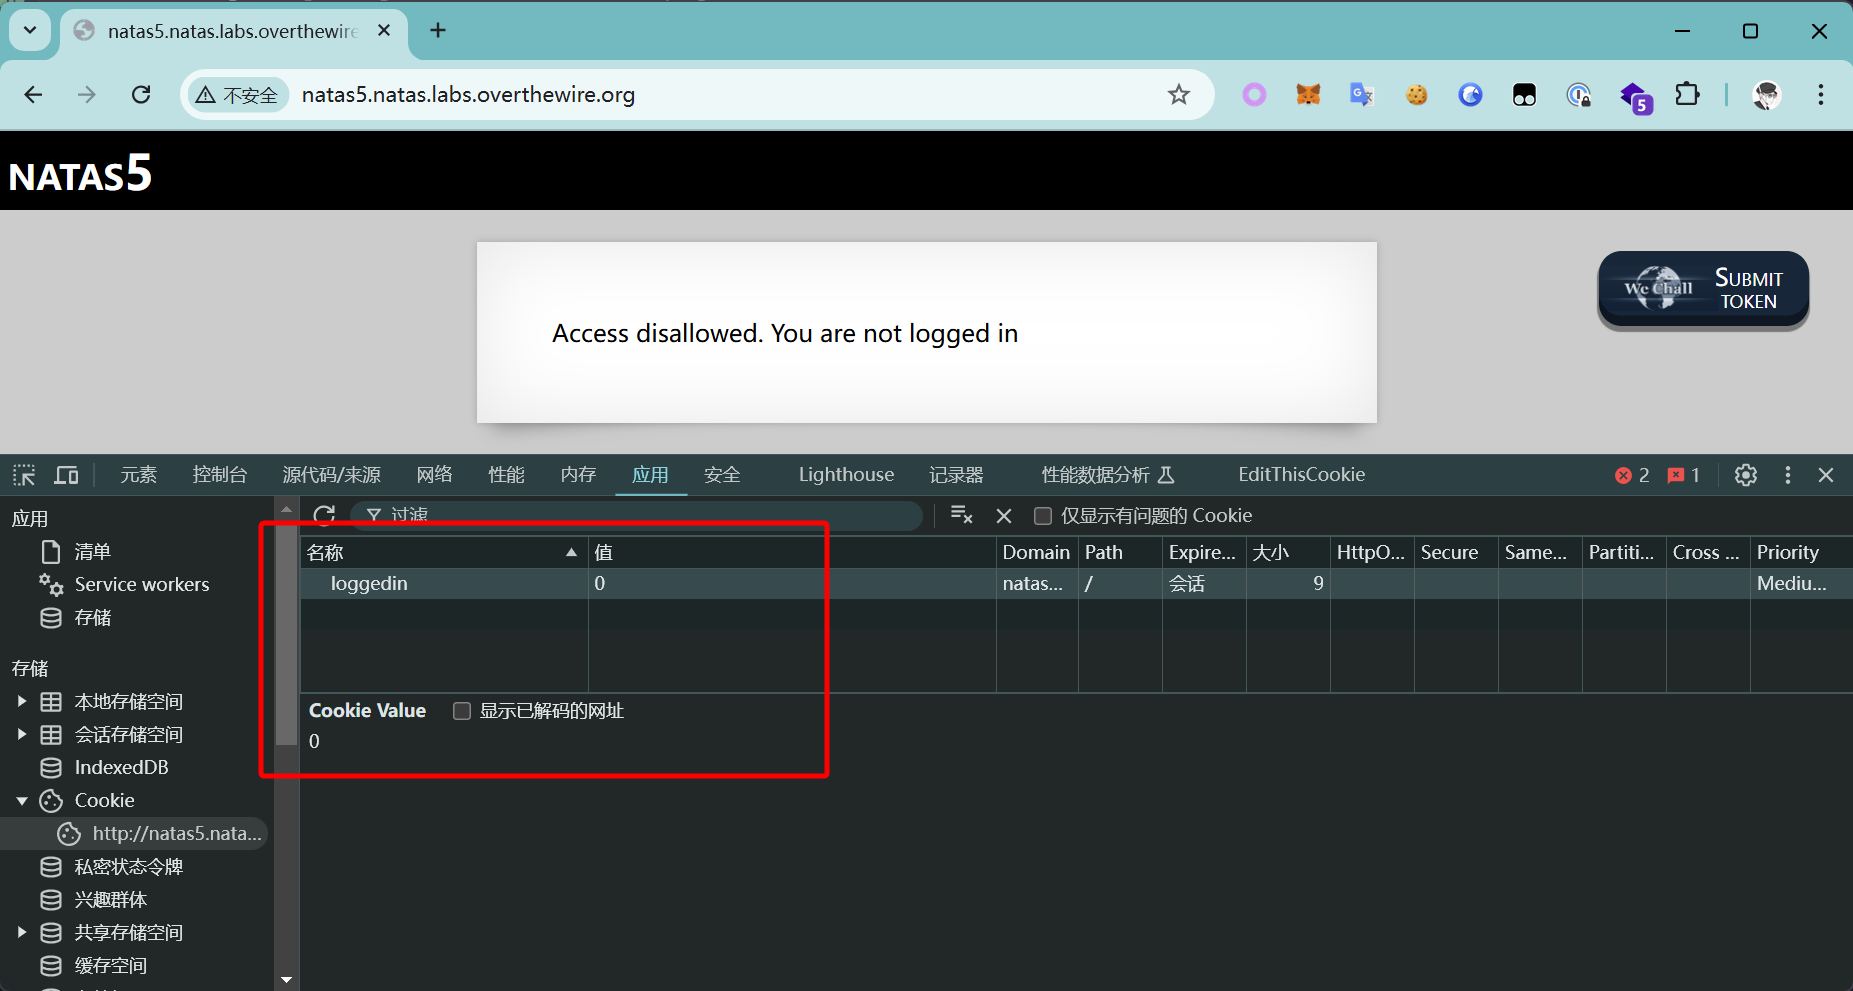 natas5.natas.labs.overthewire
不安全
natas5.natas.labs.overthewire.org
5
NATAS5
Access disallowed. You are not logged in
We Chall
SUBMIT
TOKEN
元素 控制台 源代码/来源 网络 性能 内存 应用 安全 Lighthouse 记录器 性能数据分析 EditThisCookie 2 1
应用
清单
Service workers
存储
存储
本地存储空间
会话存储空间
IndexedDB
Cookie
http://natas5.nata...
私密状态令牌
兴趣群体
共享存储空间
缓存空间
过滤
仅显示有问题的 Cookie
名称 值 Domain Path Expire... 大小 HttpO... Secure Same... Partiti... Cross ... Priority
loggedin 0 natas... / 会话 9 Mediu...
Cookie Value 显示已解码的网址
0